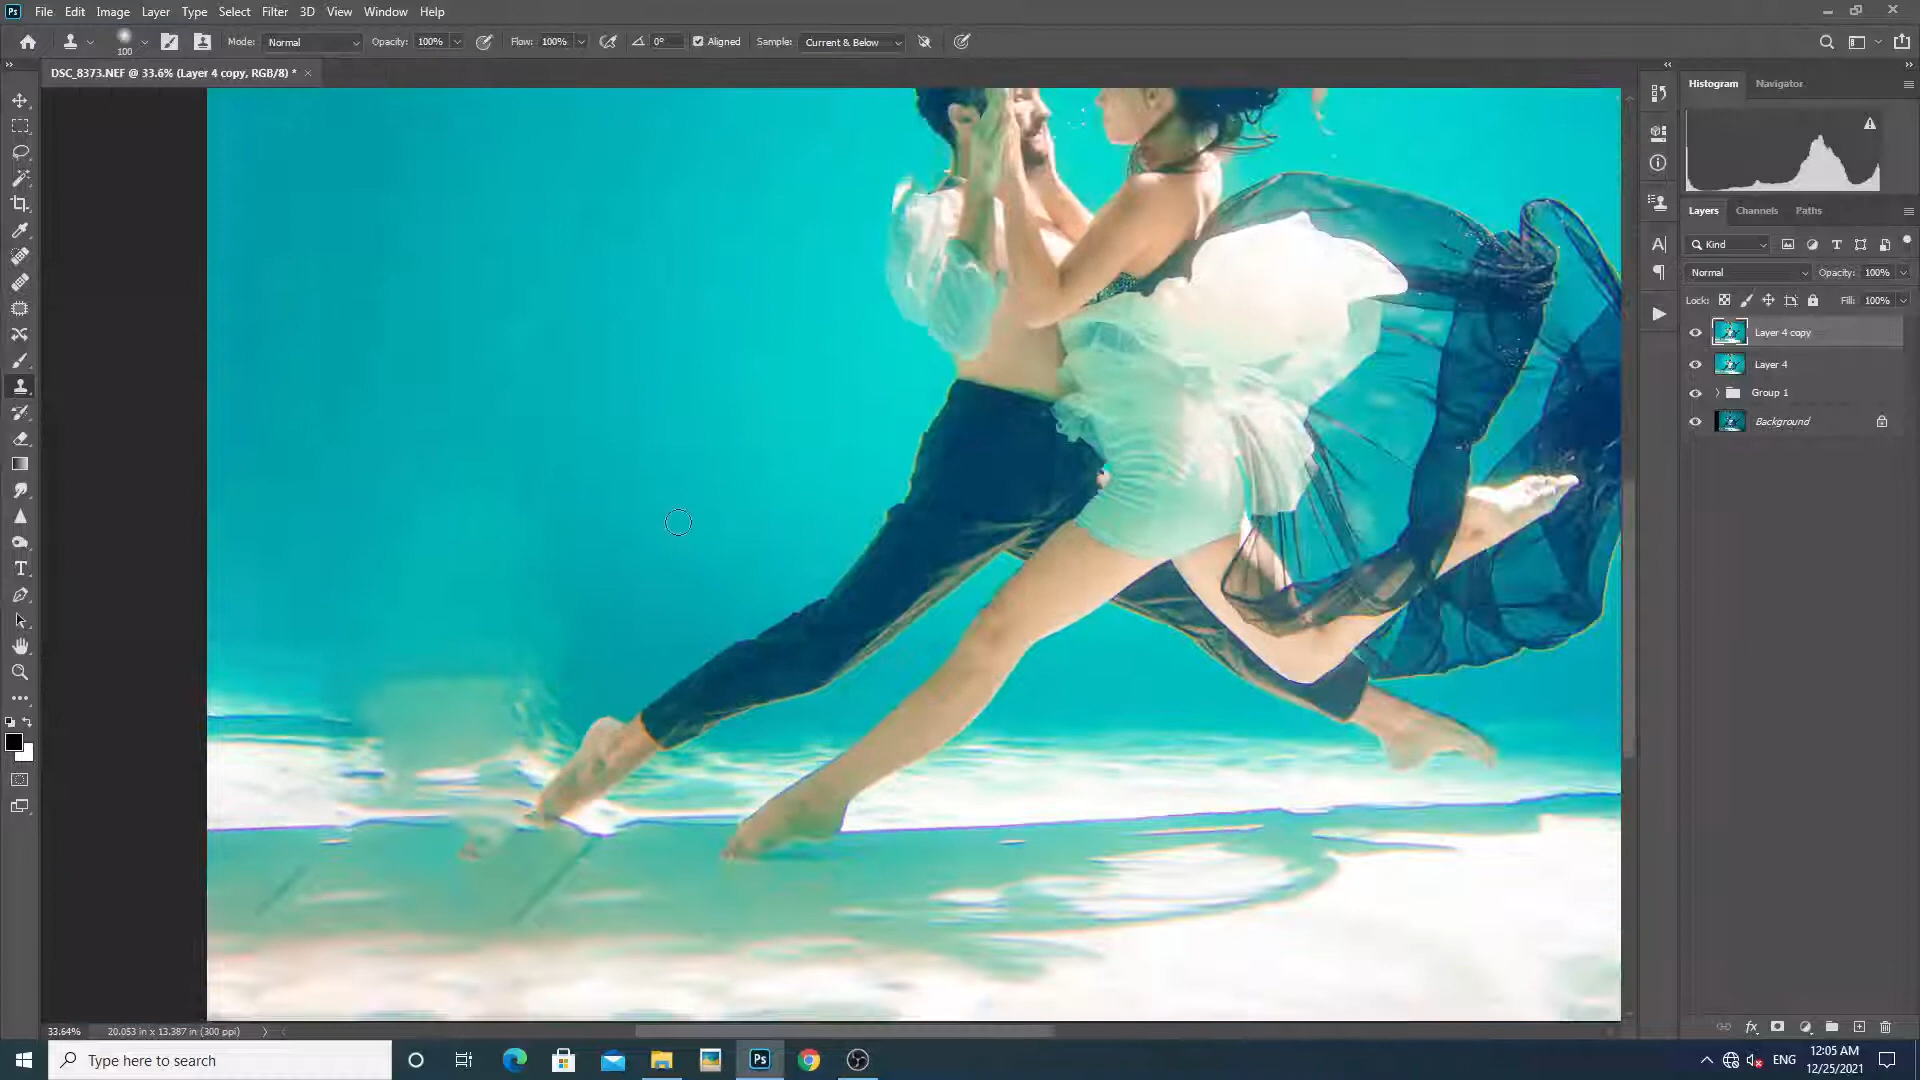 Ps File Edit Image Layer Type Select Filter 3D View Window Help
100 Mode: Normal Opacity: 100% Flow: 100% 0° Aligned Sample: Current & Below
DSC_8373.NEF @ 33.6% (Layer 4 copy, RGB/8) * ×
Histogram Navigator
Layers Channels Paths
Kind
Normal Opacity: 100%
Lock: Fill: 100%
Layer 4 copy
Layer 4
Group 1
Background
33.64% 20.053 in x 13.387 in (300 ppi)
Type here to search
Ps
ENG
12:05 AM
12/25/2021